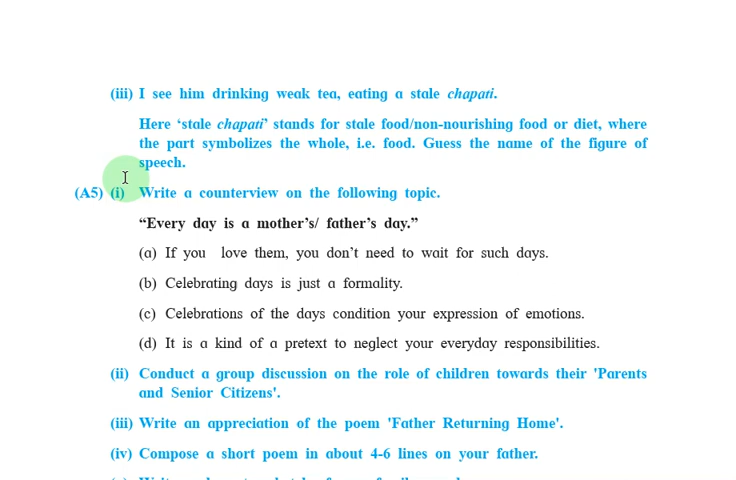 (iii) I see him drinking weak tea, eating a stale chapati.
Here ‘stale chapati’ stands for stale food/non-nourishing food or diet, where
the part symbolizes the whole, i.e. food. Guess the name of the figure of
speech.
(A5) (i) Write a counterview on the following topic.
“Every day is a mother’s/ father’s day.”
(a) If you love them, you don’t need to wait for such days.
(b) Celebrating days is just a formality.
(c) Celebrations of the days condition your expression of emotions.
(d) It is a kind of a pretext to neglect your everyday responsibilities.
(ii) Conduct a group discussion on the role of children towards their 'Parents
and Senior Citizens'.
(iii) Write an appreciation of the poem 'Father Returning Home'.
(iv) Compose a short poem in about 4-6 lines on your father.